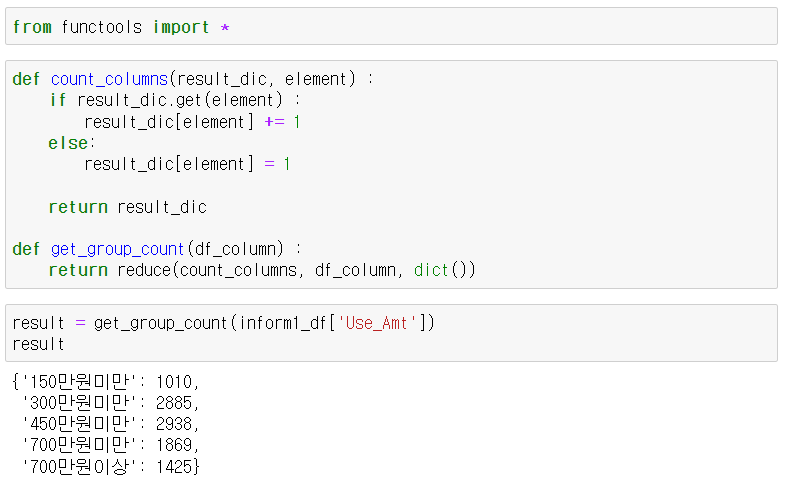 from functools import *
def count_columns(result_dic, element) :
    if result_dic.get(element) :
        result_dic[element] += 1
    else:
        result_dic[element] = 1
    return result_dic
def get_group_count(df_column) :
    return reduce(count_columns, df_column, dict())
result = get_group_count(inform1_df['Use_Amt'])
result
{'150만원미만': 1010,
 '300만원미만': 2885,
 '450만원미만': 2938,
 '700만원미만': 1869,
 '700만원이상': 1425}